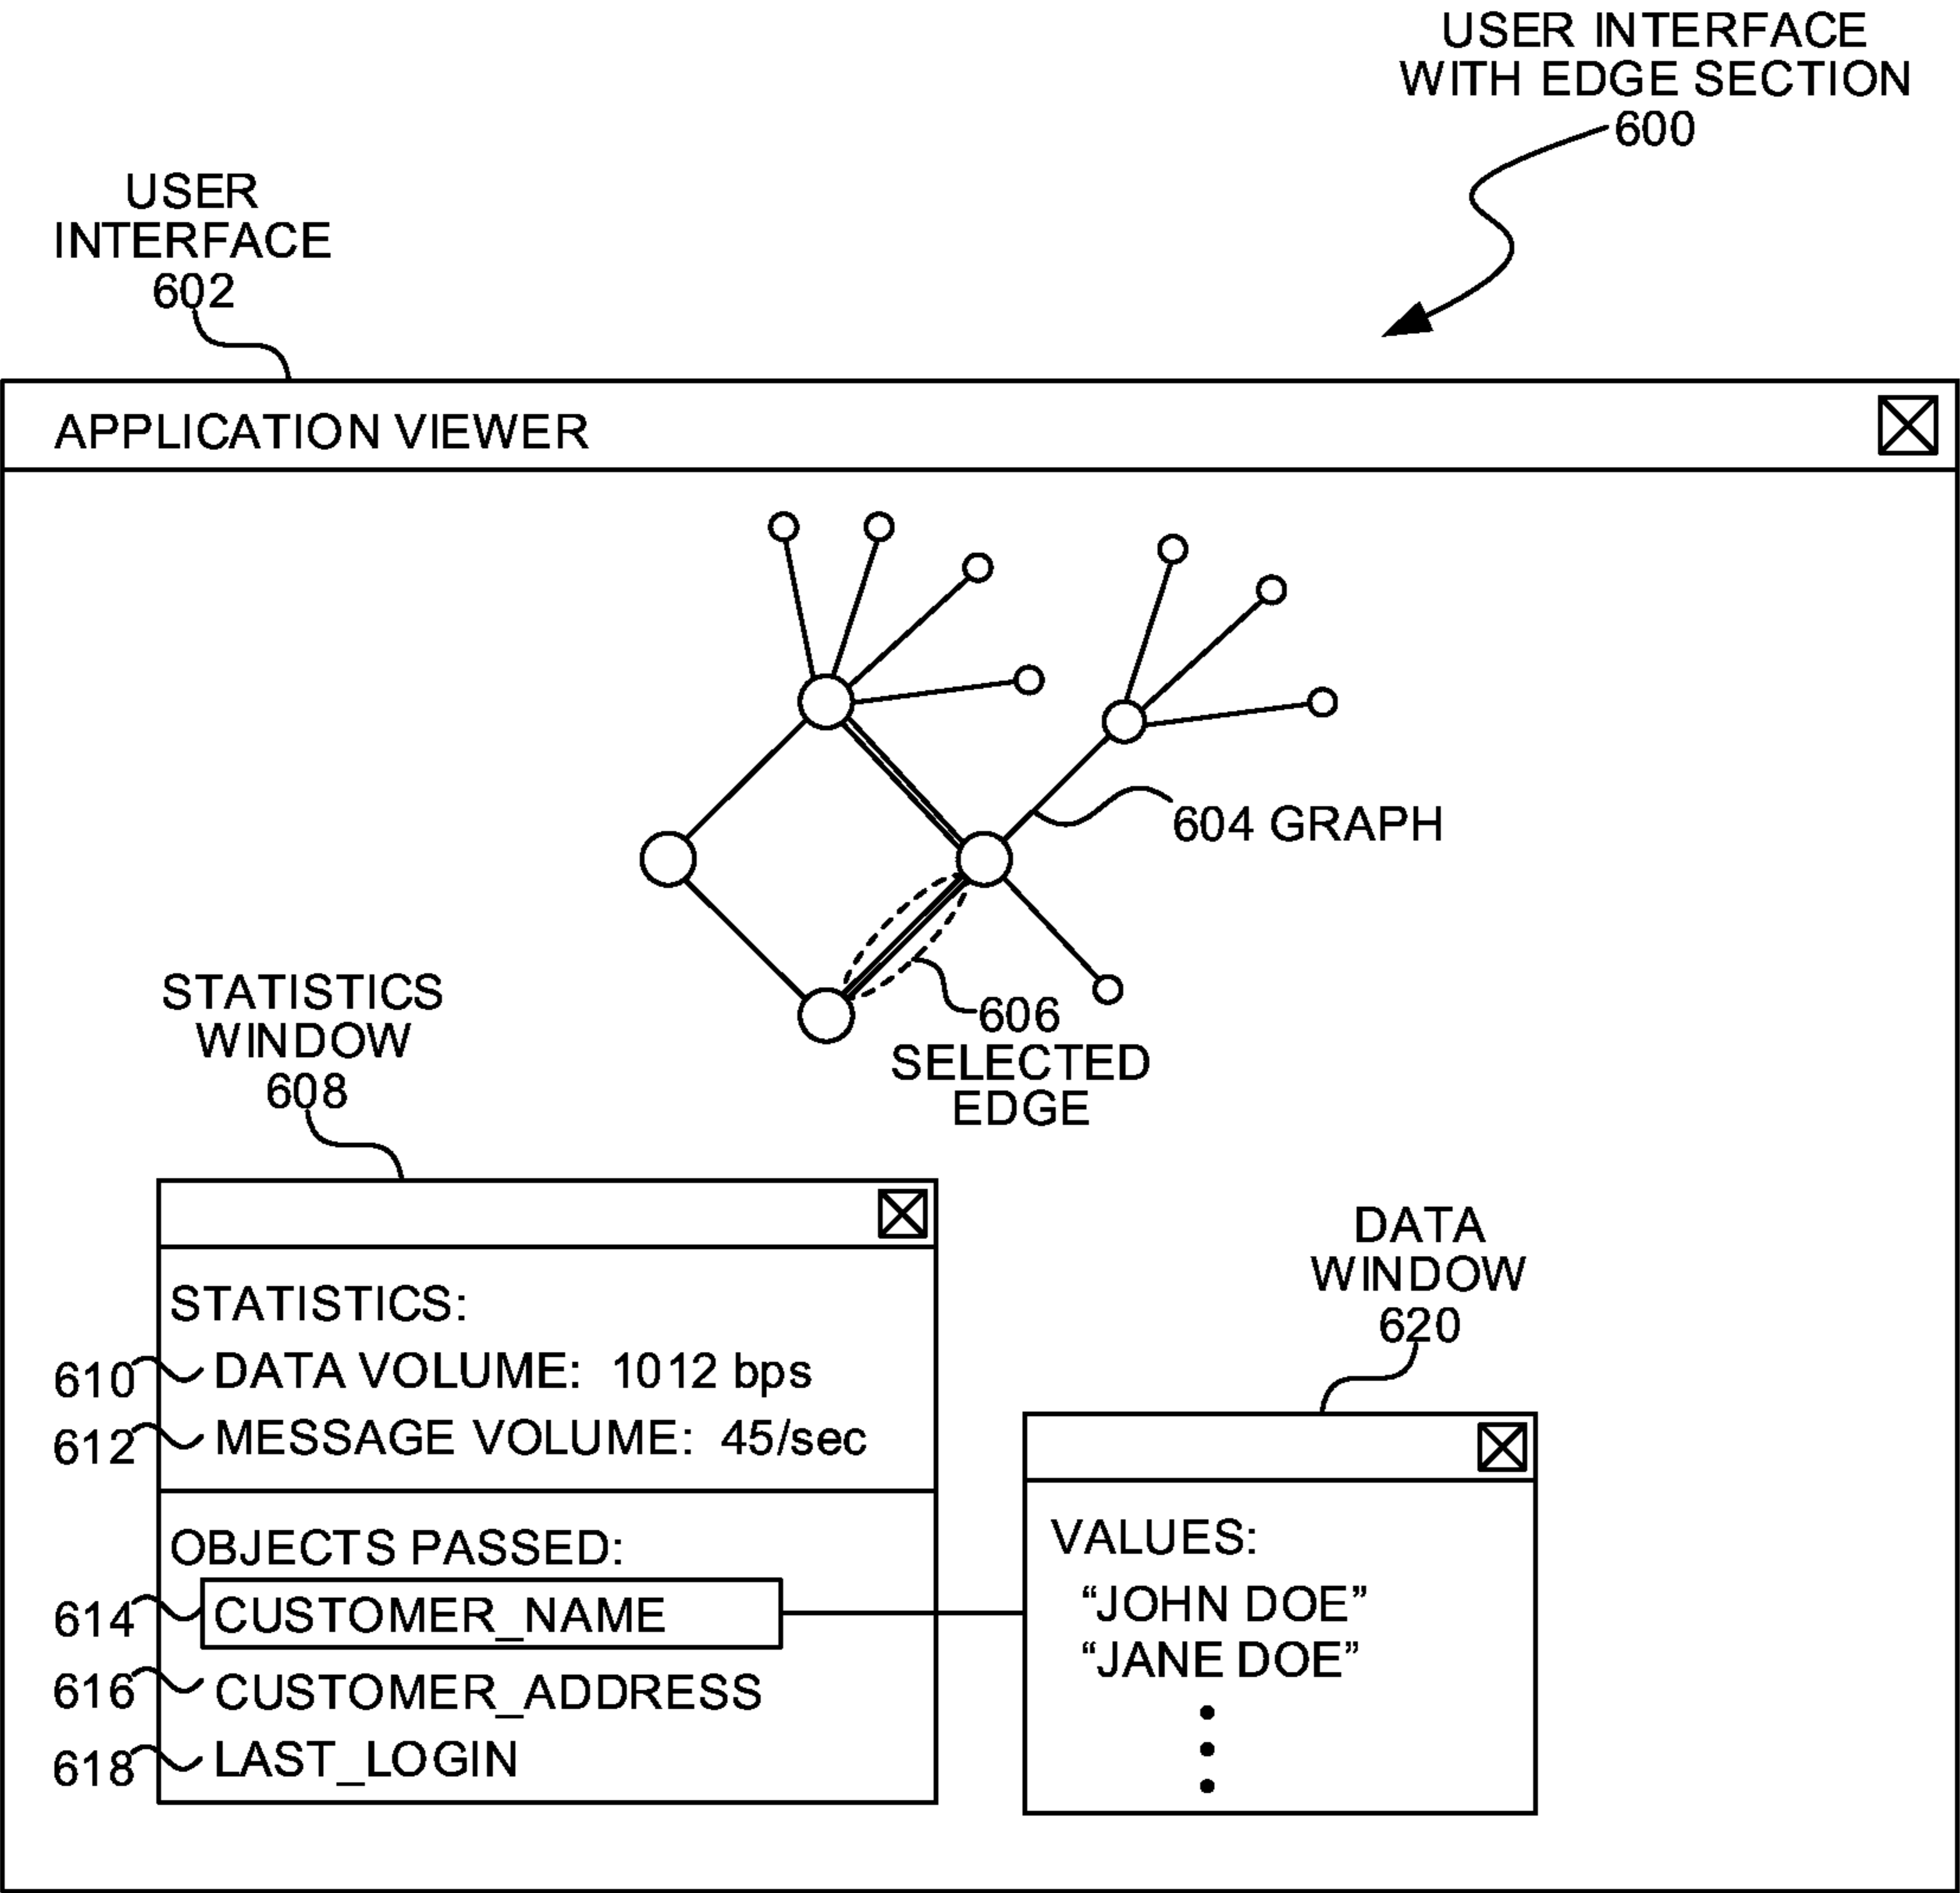 USER INTERFACE
WITH EDGE SECTION
600
USER
INTERFACE
602
APPLICATION VIEWER
604 GRAPH
606
SELECTED
EDGE
STATISTICS
WINDOW
608
STATISTICS:
610 DATA VOLUME: 1012 bps
612 MESSAGE VOLUME: 45/sec
OBJECTS PASSED:
614 CUSTOMER_NAME
616 CUSTOMER_ADDRESS
618 LAST_LOGIN
DATA
WINDOW
620
VALUES:
“JOHN DOE”
“JANE DOE”